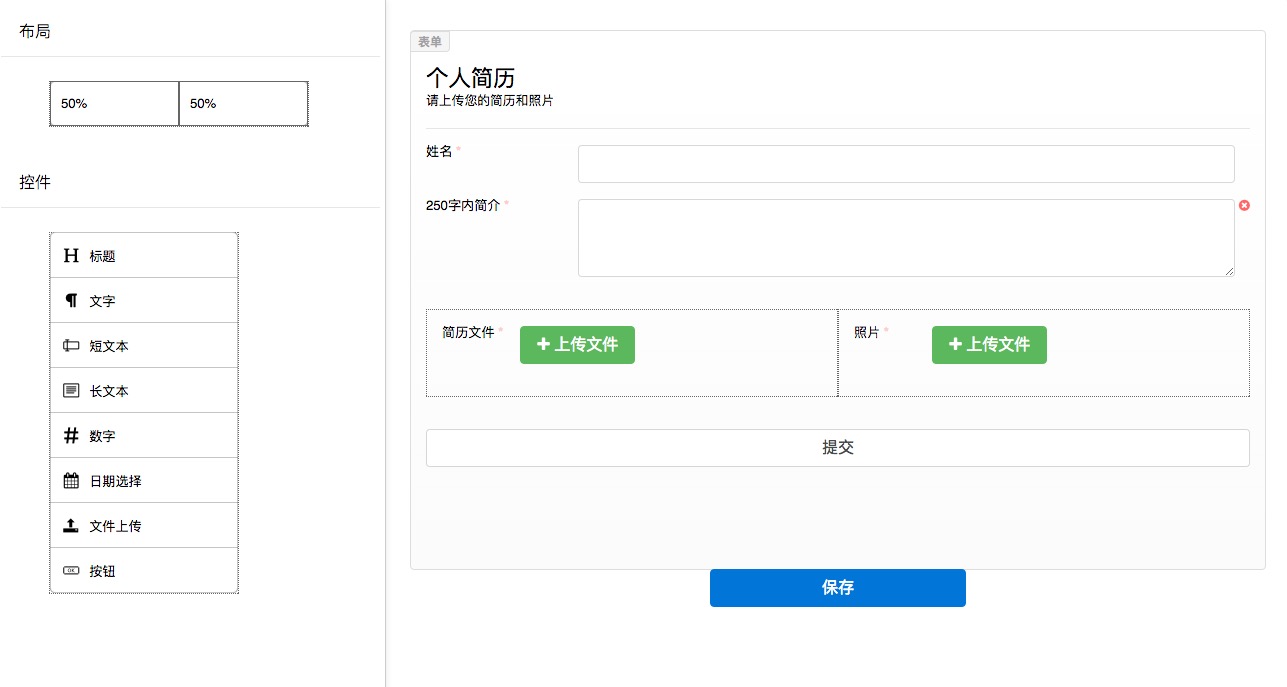 布局
50%
50%
控件
H 标题
文字
短文本
长文本
数字
日期选择
文件上传
OK 按钮
表单
个人简历
请上传您的简历和照片
姓名 *
250字内简介 *
简历文件 *
+ 上传文件
照片 *
+ 上传文件
提交
保存